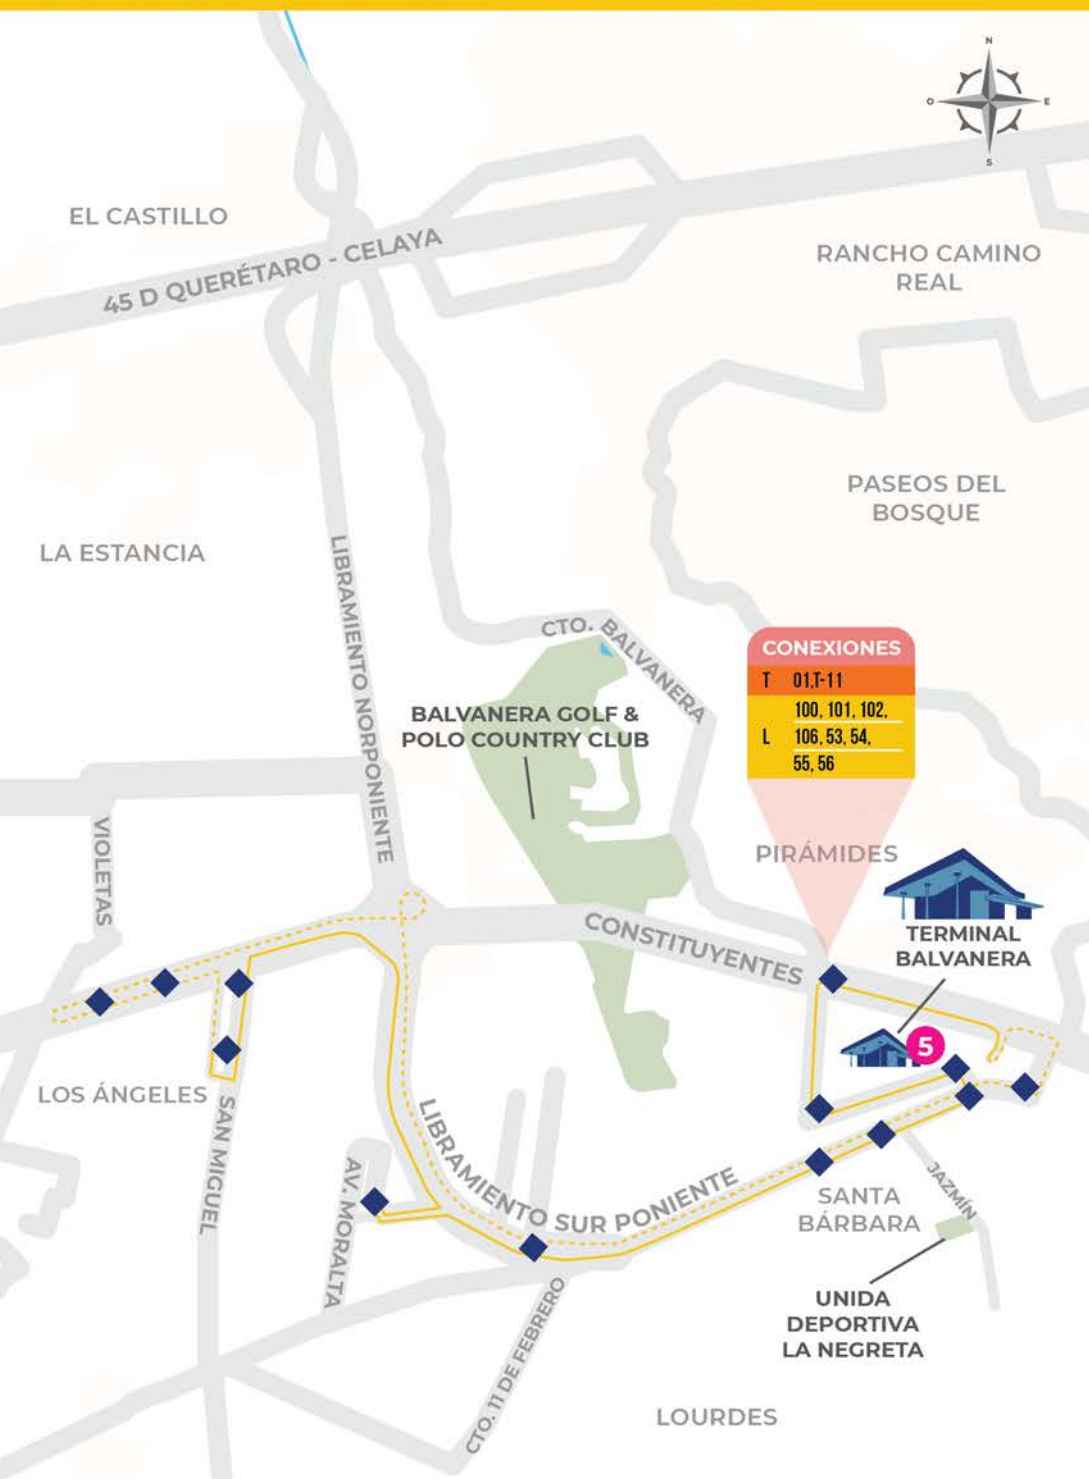 N
O
E
S
EL CASTILLO
45 D QUERÉTARO - CELAYA
RANCHO CAMINO
REAL
PASEOS DEL
BOSQUE
LA ESTANCIA
LIBRAMIENTO NORPONIENTE
CTO. BALVANERA
CONEXIONES
T 01,T-11
100, 101, 102,
L 106, 53, 54,
55, 56
BALVANERA GOLF &
POLO COUNTRY CLUB
VIOLETAS
PIRÁMIDES
CONSTITUYENTES
TERMINAL
BALVANERA
5
LOS ÁNGELES
SAN MIGUEL
AV. MORALTA
LIBRAMIENTO SUR PONIENTE
JAZMÍN
SANTA
BÁRBARA
UNIDA
DEPORTIVA
LA NEGRETA
CTO. 11 DE FEBRERO
LOURDES